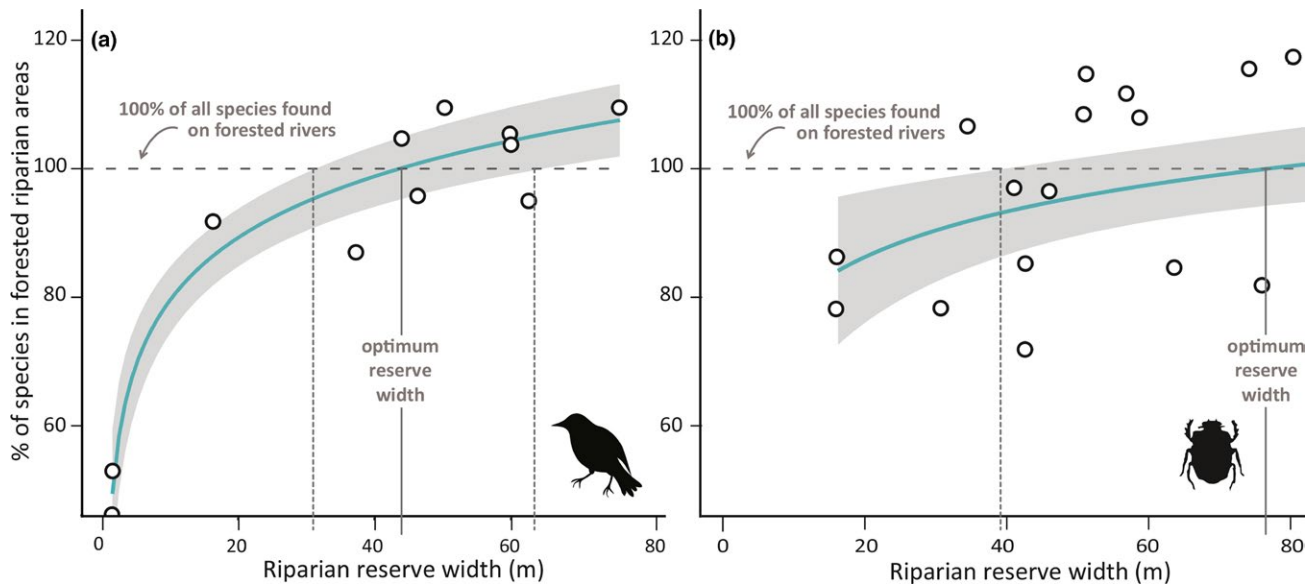 % of species in forested riparian areas
(a)
120
100
80
60
100% of all species found
on forested rivers
optimum
reserve
width
0 20 40 60 80
Riparian reserve width (m)
(b)
120
100
80
60
100% of all species found
on forested rivers
optimum
reserve
width
0 20 40 60 80
Riparian reserve width (m)